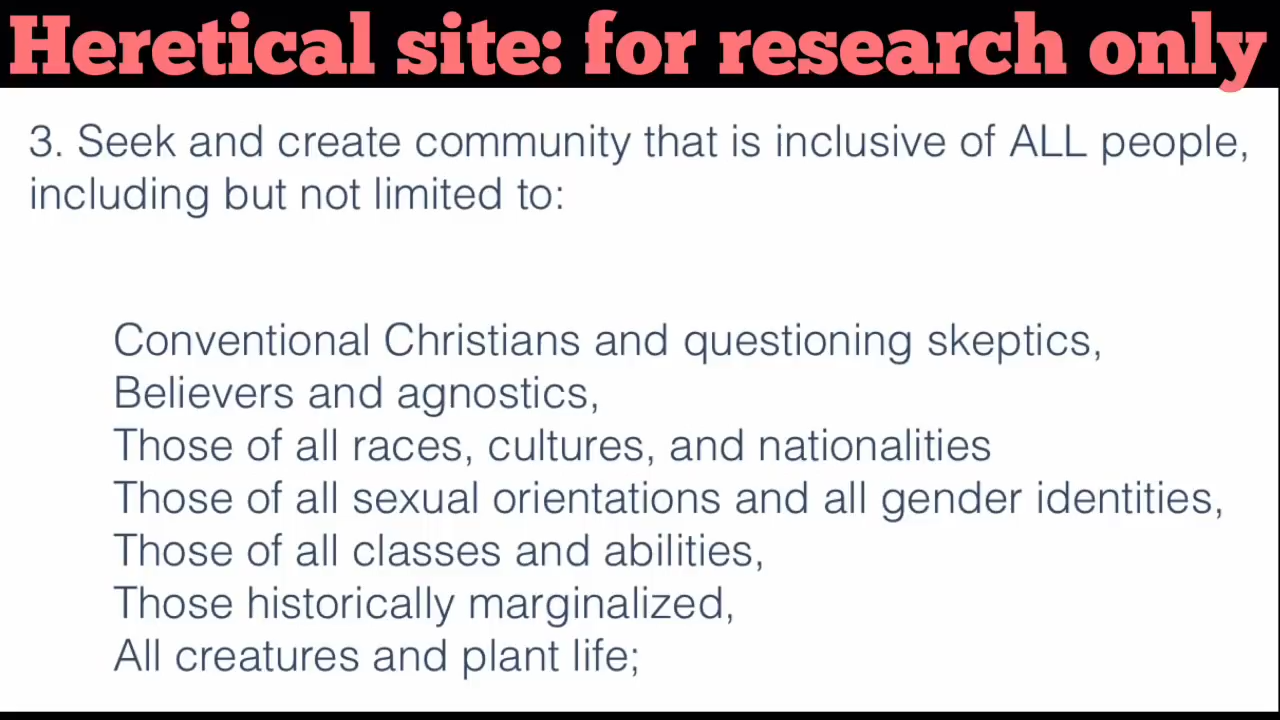 Heretical site: for research only
3. Seek and create community that is inclusive of ALL people,
including but not limited to:
Conventional Christians and questioning skeptics,
Believers and agnostics,
Those of all races, cultures, and nationalities
Those of all sexual orientations and all gender identities,
Those of all classes and abilities,
Those historically marginalized,
All creatures and plant life;